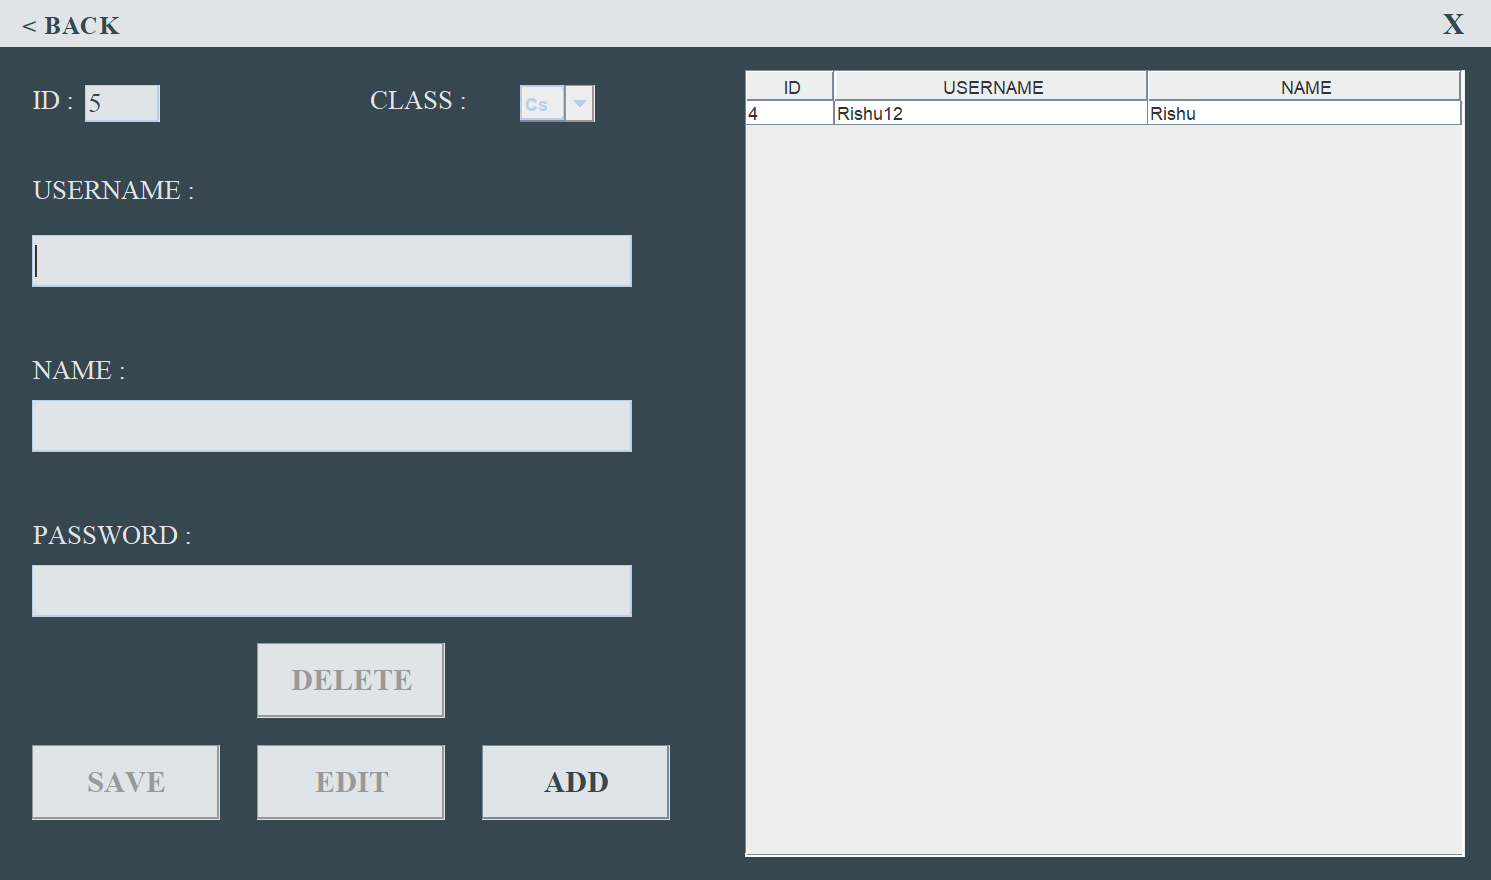 < BACK
X
ID : 5
CLASS : Cs
USERNAME :
NAME :
PASSWORD :
DELETE
SAVE EDIT ADD
ID USERNAME NAME
4 Rishu12 Rishu